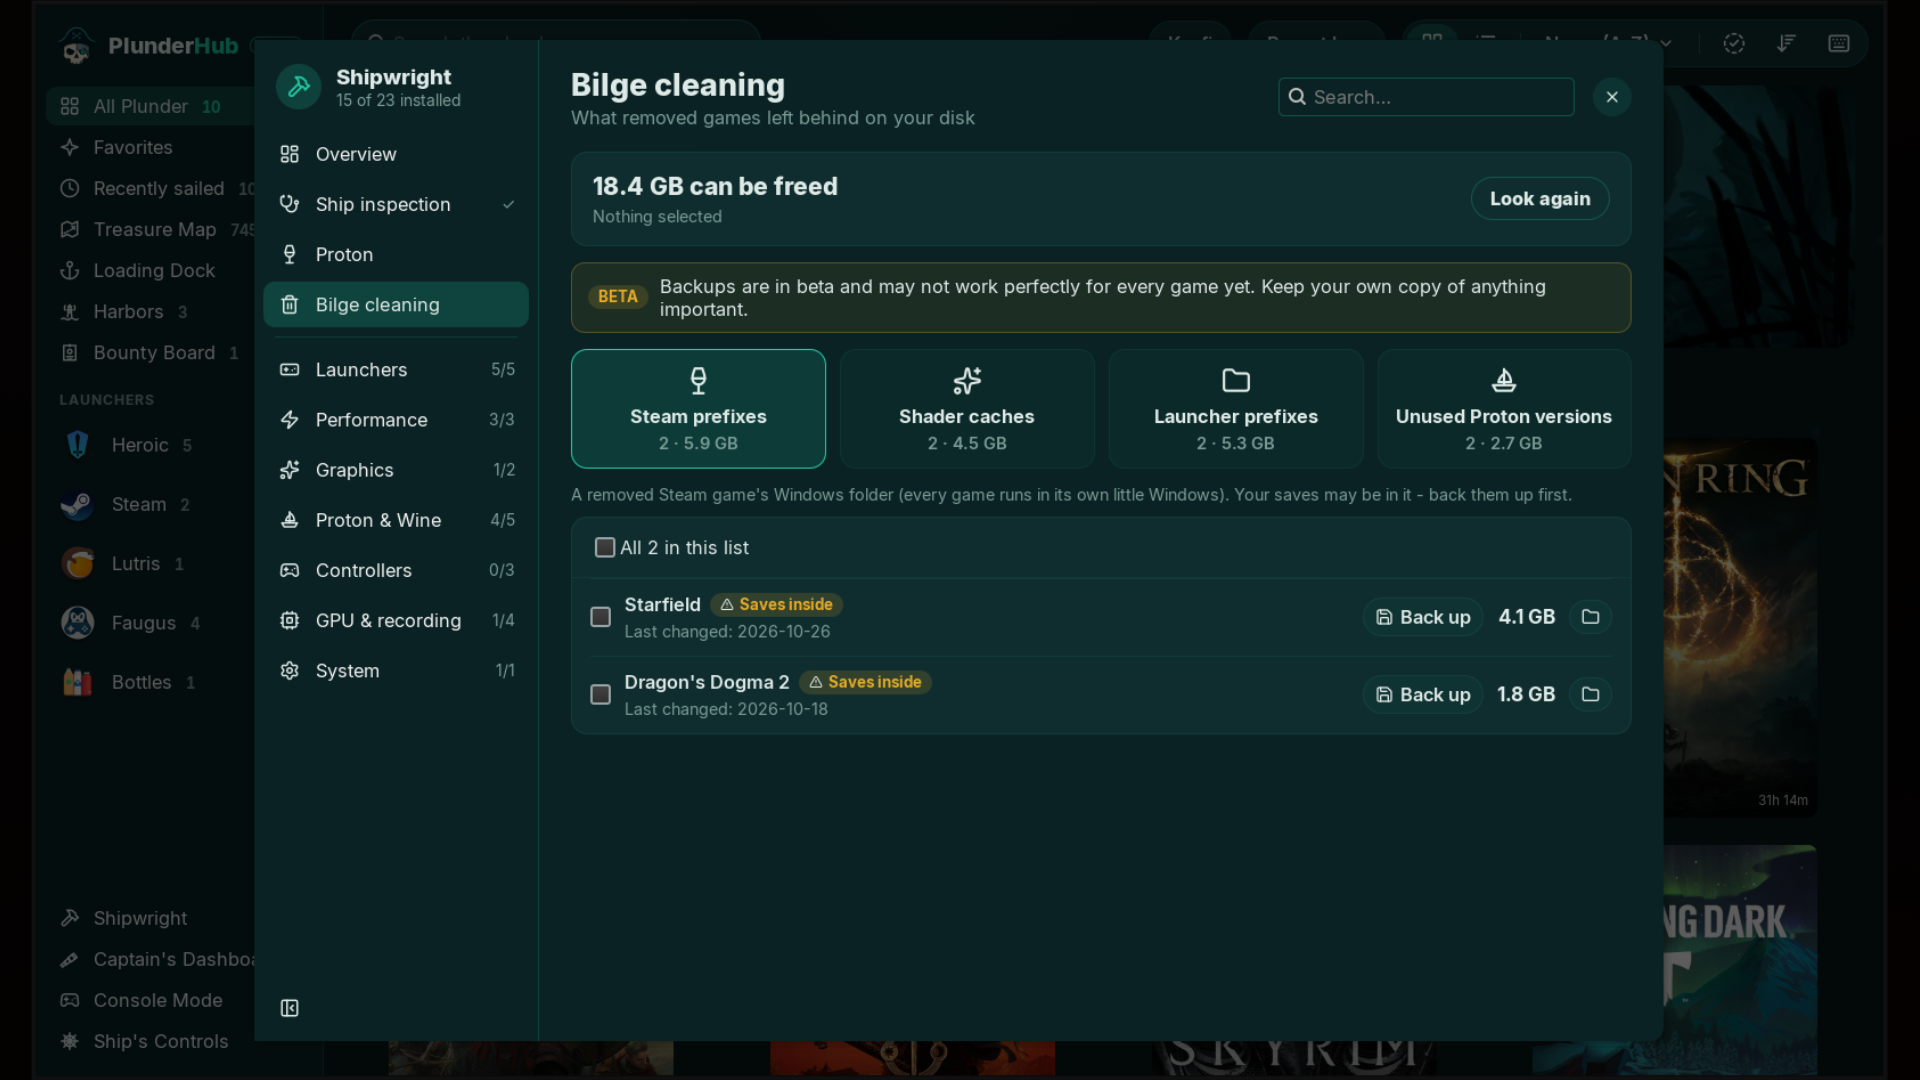 PlunderHub
All Plunder 10
Favorites
Recently sailed
Treasure Map 745
Loading Dock
Harbors 3
Bounty Board 1
LAUNCHERS
Heroic 5
Steam 2
Lutris 1
Faugus 4
Bottles 1
Shipwright
Captain's
Console Mode
Ship's Controls
Shipwright
15 of 23 installed
Overview
Ship inspection
Proton
Bilge cleaning
Launchers 5/5
Performance 3/3
Graphics 1/2
Proton & Wine 4/5
Controllers 0/3
GPU & recording 1/4
System 1/1
Bilge cleaning
What removed games left behind on your disk
Search...
18.4 GB can be freed
Nothing selected
Look again
BETA
Backups are in beta and may not work perfectly for every game yet. Keep your own copy of anything
important.
Steam prefixes
2 · 5.9 GB
Shader caches
2 · 4.5 GB
Launcher prefixes
2 · 5.3 GB
Unused Proton versions
2 · 2.7 GB
A removed Steam game's Windows folder (every game runs in its own little Windows). Your saves may be in it - back them up first.
All 2 in this list
Starfield Saves inside
Last changed: 2026-10-26
Back up 4.1 GB
Dragon's Dogma 2 Saves inside
Last changed: 2026-10-18
Back up 1.8 GB
RING
31h 14m
DARK
SKYRIM